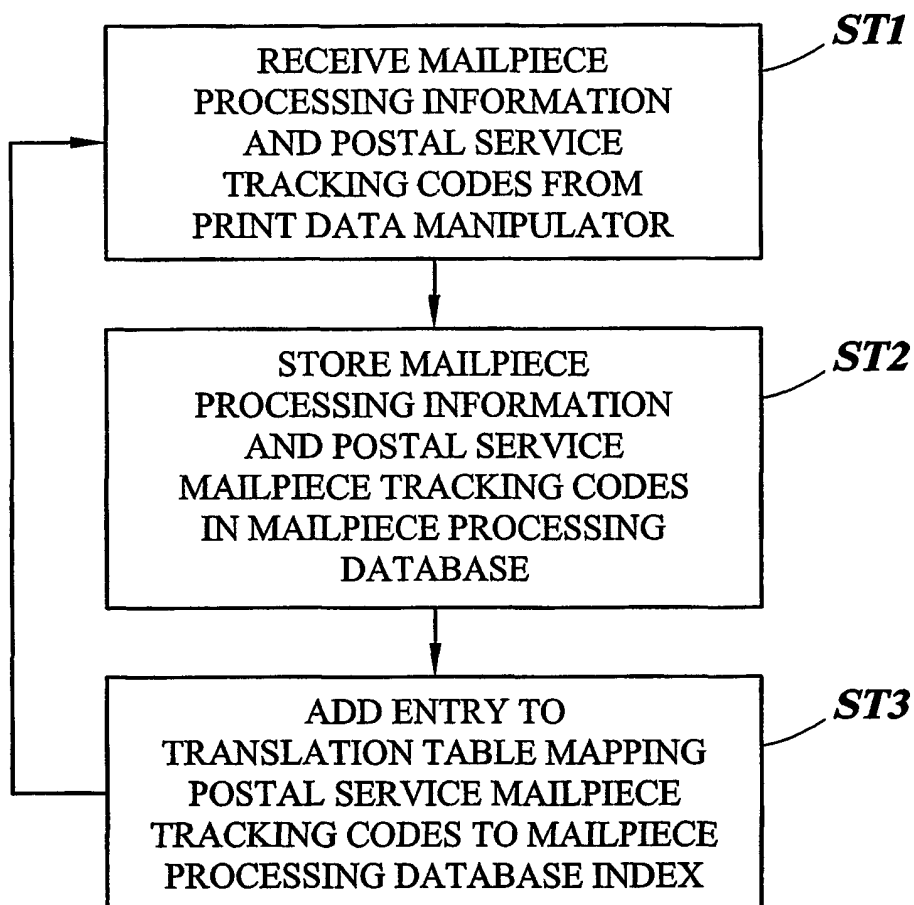 ST1
RECEIVE MAILPIECE
PROCESSING INFORMATION
AND POSTAL SERVICE
TRACKING CODES FROM
PRINT DATA MANIPULATOR
ST2
STORE MAILPIECE
PROCESSING INFORMATION
AND POSTAL SERVICE
MAILPIECE TRACKING CODES
IN MAILPIECE PROCESSING
DATABASE
ST3
ADD ENTRY TO
TRANSLATION TABLE MAPPING
POSTAL SERVICE MAILPIECE
TRACKING CODES TO MAILPIECE
PROCESSING DATABASE INDEX